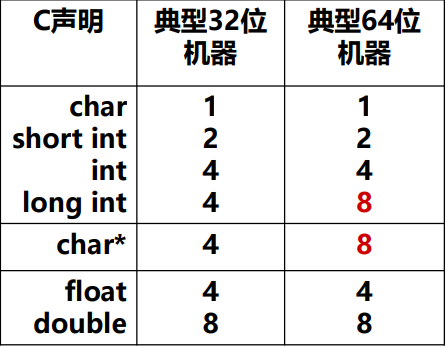 C声明 典型32位机器 典型64位机器
char 1 1
short int 2 2
int 4 4
long int 4 8
char* 4 8
float 4 4
double 8 8